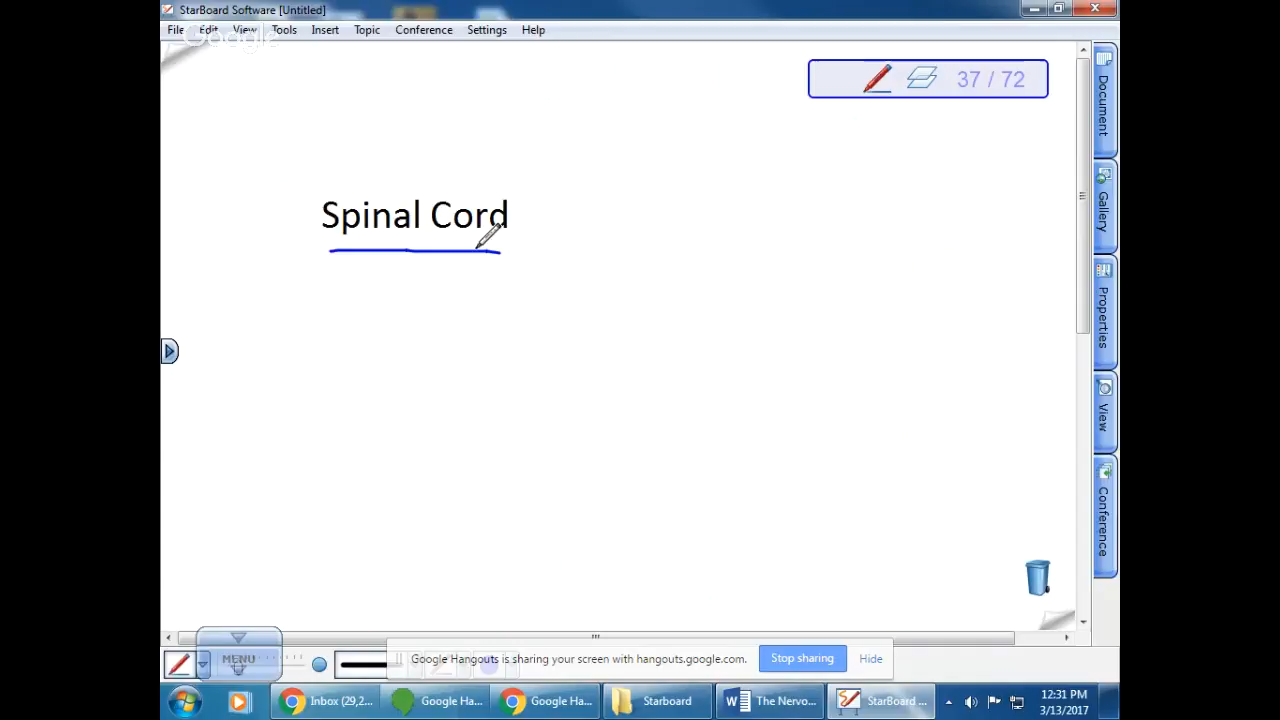 StarBoard Software [Untitled]
File Edit View Tools Insert Topic Conference Settings Help
Google
37 / 72
Spinal Cord
Document
Gallery
Properties
View
Conference
MENU
Google Hangouts is sharing your screen with hangouts.google.com. Stop sharing Hide
Inbox (29,2... Google Ha... Google Ha... Starboard The Nervo... StarBoard ...
12:31 PM
3/13/2017